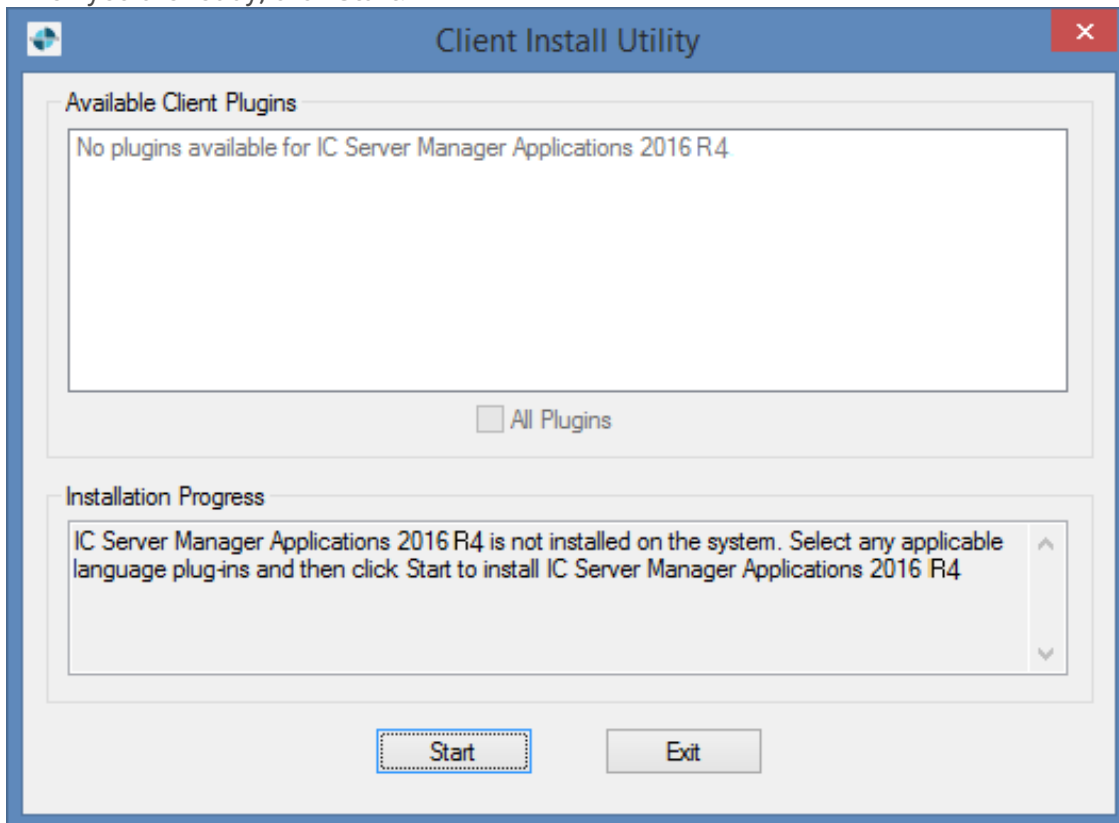 Client Install Utility
Available Client Plugins
No plugins available for IC Server Manager Applications 2016 R4
All Plugins
Installation Progress
IC Server Manager Applications 2016 R4 is not installed on the system. Select any applicable
language plug-ins and then click Start to install IC Server Manager Applications 2016 R4
Start
Exit